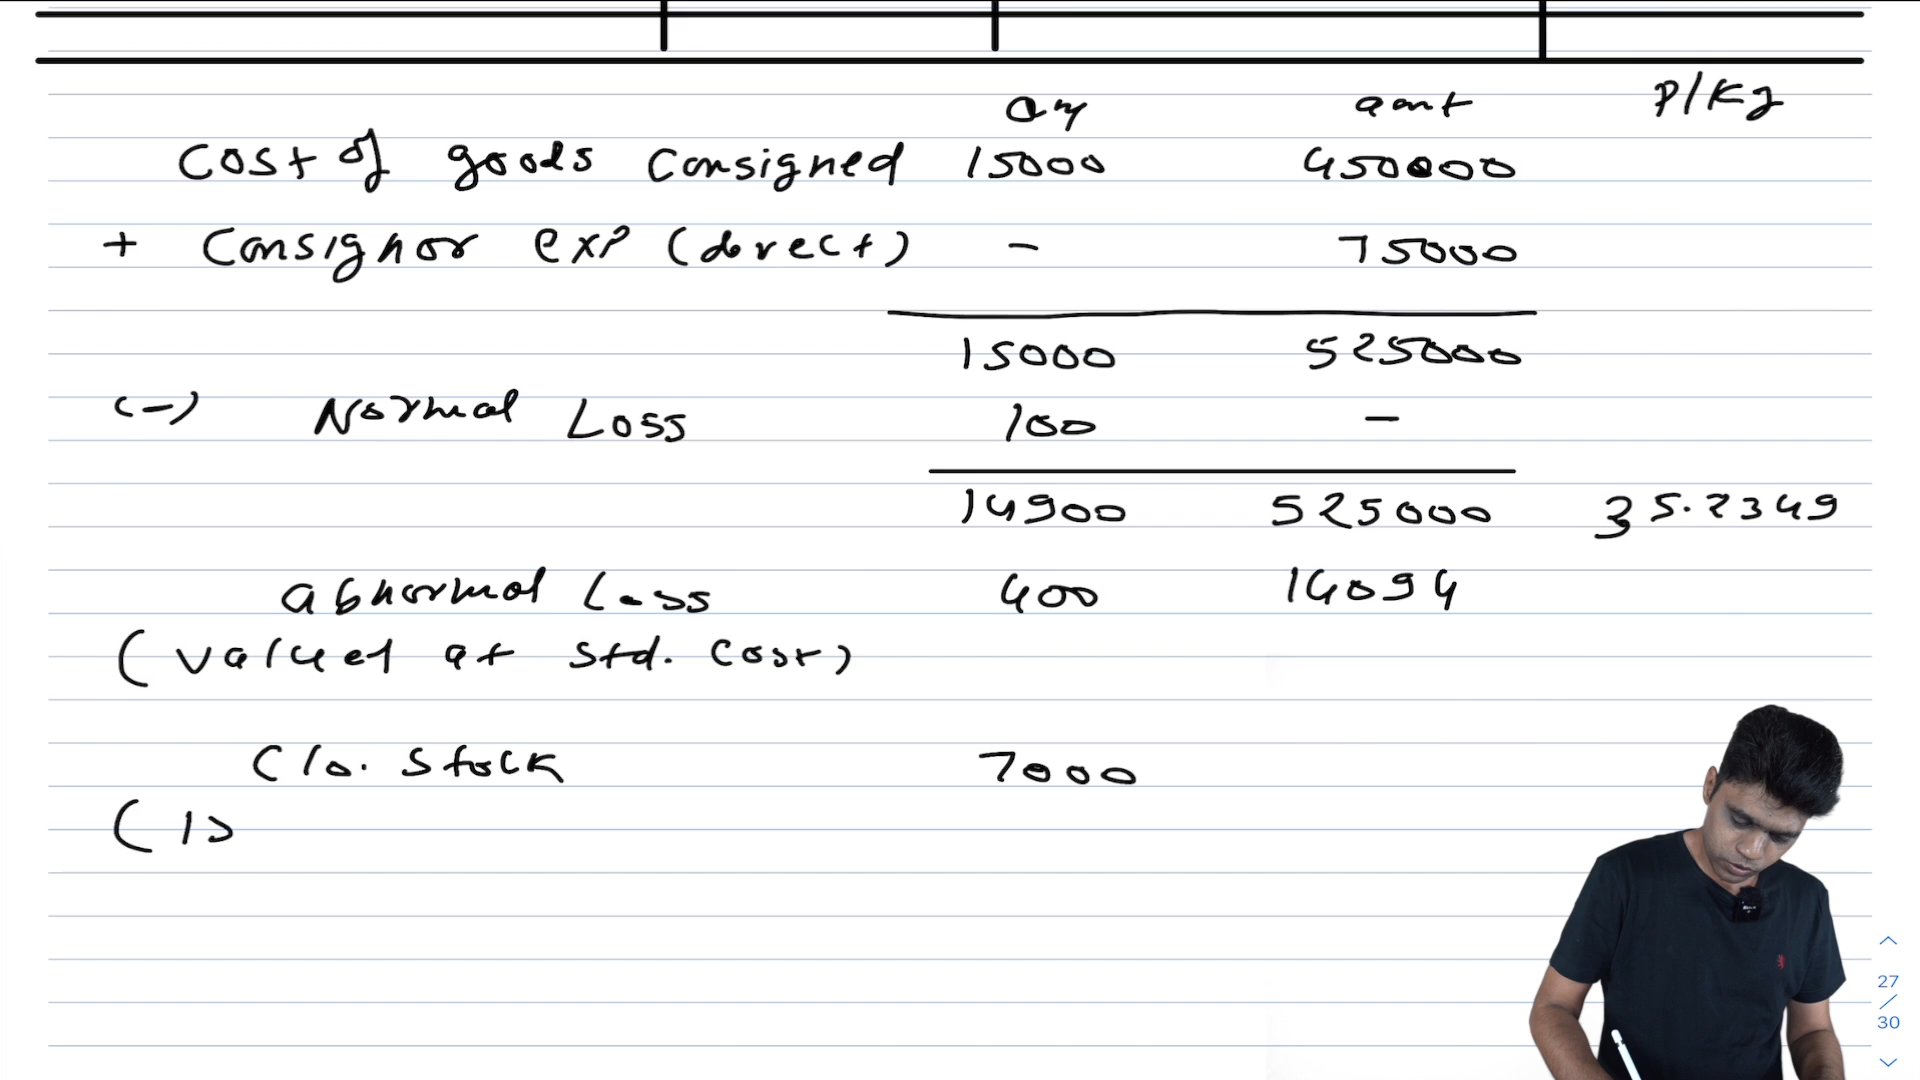 Qty amt P/Kg
Cost of goods Consigned 15000 450000
+ Consignor exp (direct) - 75000
15000 525000
(-) Normal Loss 100 -
14900 525000 35.2349
abnormal Loss 400 14094
(valued at std. Cost)
Clo. Stock 7000
(15
27
/
30